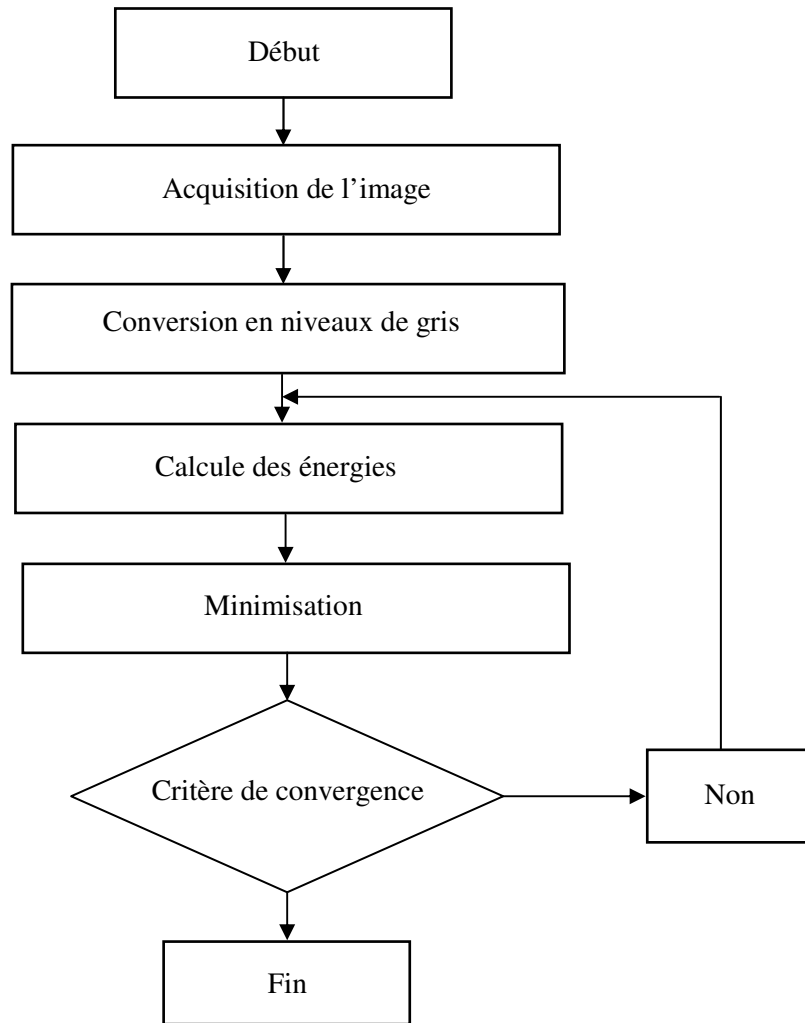 Début
Acquisition de l’image
Conversion en niveaux de gris
Calcule des énergies
Minimisation
Critère de convergence
Non
Fin